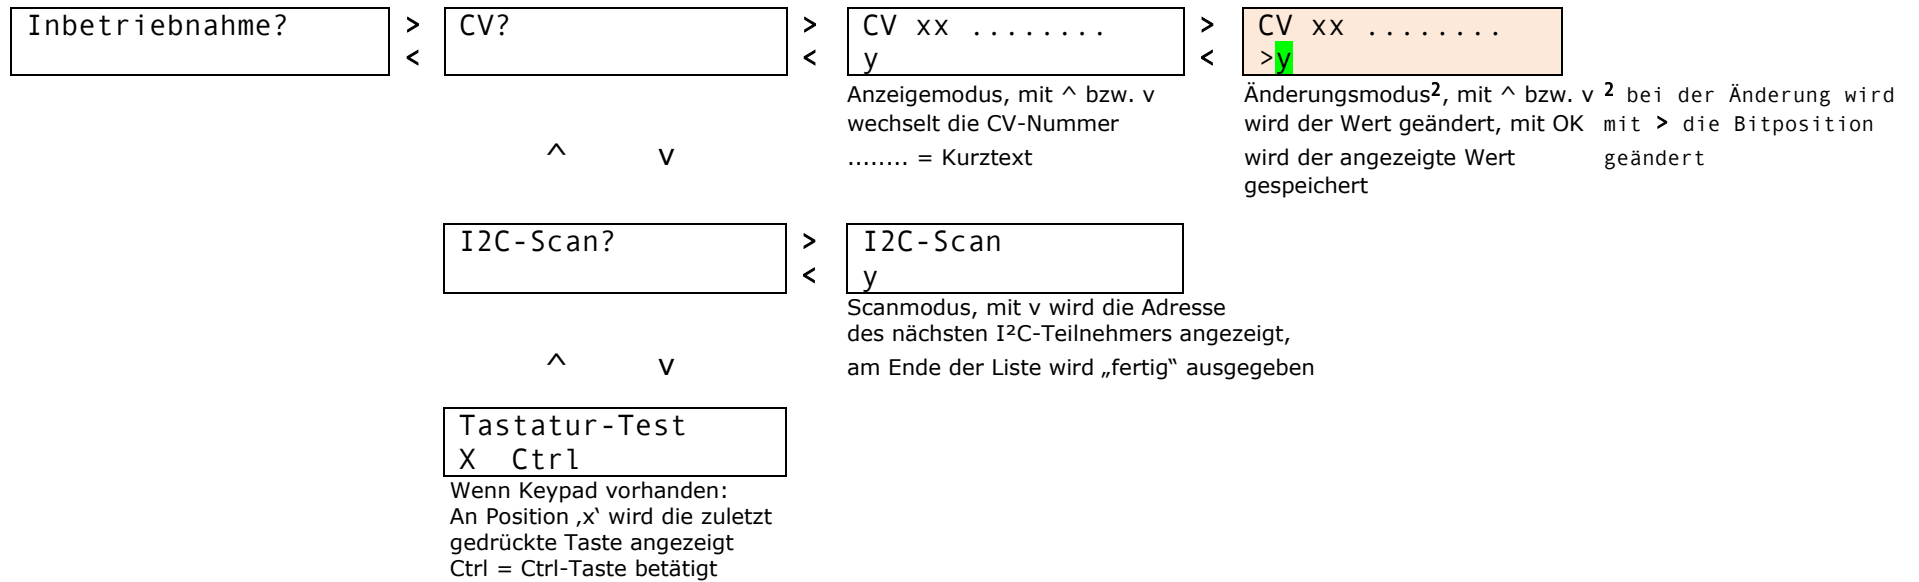 Inbetriebnahme? > CV? > CV xx ........ > CV xx ........
< < y < >y
Anzeigemodus, mit ^ bzw. v
wechselt die CV-Nummer
........ = Kurztext
Änderungsmodus², mit ^ bzw. v
wird der Wert geändert, mit OK
wird der angezeigte Wert
gespeichert
² bei der Änderung wird
mit > die Bitposition
geändert
^ v
I2C-Scan? > I2C-Scan
< y
Scanmodus, mit v wird die Adresse
des nächsten I²C-Teilnehmers angezeigt,
am Ende der Liste wird „fertig“ ausgegeben
^ v
Tastatur-Test
X Ctrl
Wenn Keypad vorhanden:
An Position ‚x‘ wird die zuletzt
gedrückte Taste angezeigt
Ctrl = Ctrl-Taste betätigt